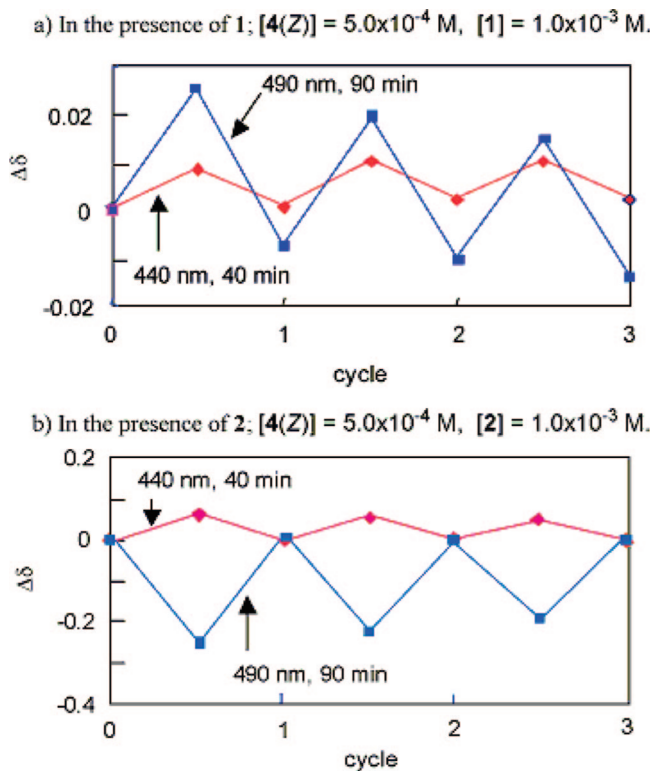 a) In the presence of 1; [4(Z)] = 5.0x10⁻⁴ M, [1] = 1.0x10⁻³ M.
490 nm, 90 min
0.02
Δδ
0
440 nm, 40 min
-0.02
0 1 2 3
cycle
b) In the presence of 2; [4(Z)] = 5.0x10⁻⁴ M, [2] = 1.0x10⁻³ M.
0.2
440 nm, 40 min
0
Δδ
-0.2
490 nm, 90 min
-0.4
0 1 2 3
cycle